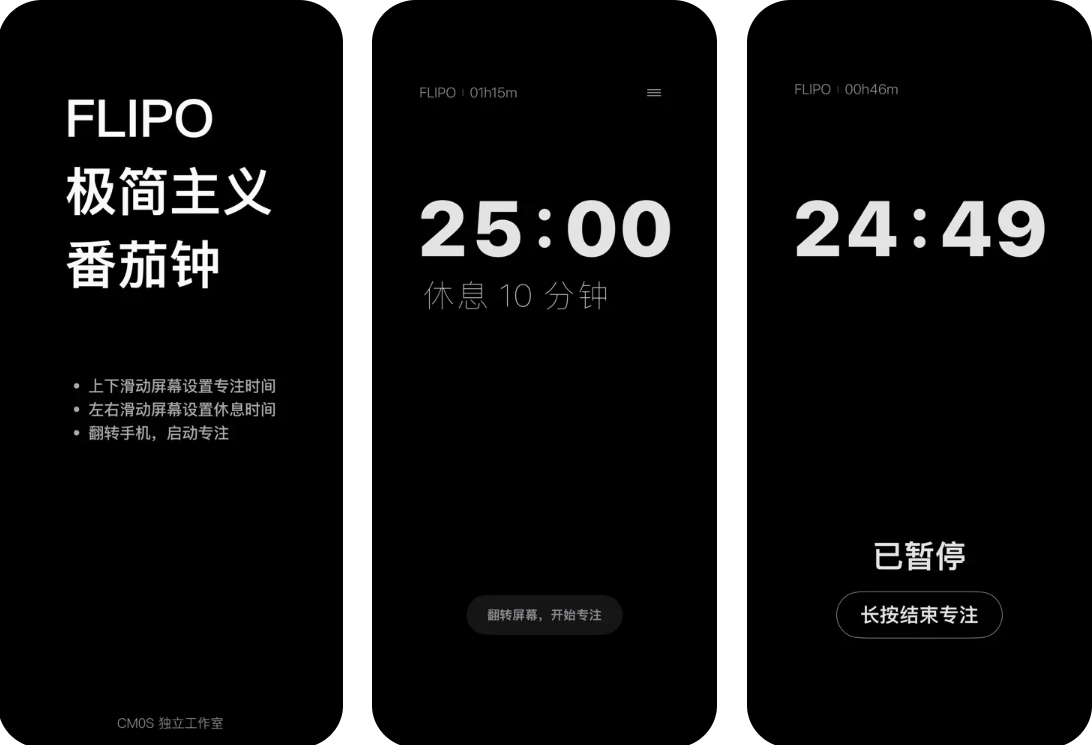 FLIPO
极简主义
番茄钟
• 上下滑动屏幕设置专注时间
• 左右滑动屏幕设置休息时间
• 翻转手机，启动专注
CM0S 独立工作室
FLIPO | 01h15m
25:00
休息 10 分钟
翻转屏幕，开始专注
FLIPO | 00h46m
24:49
已暂停
长按结束专注